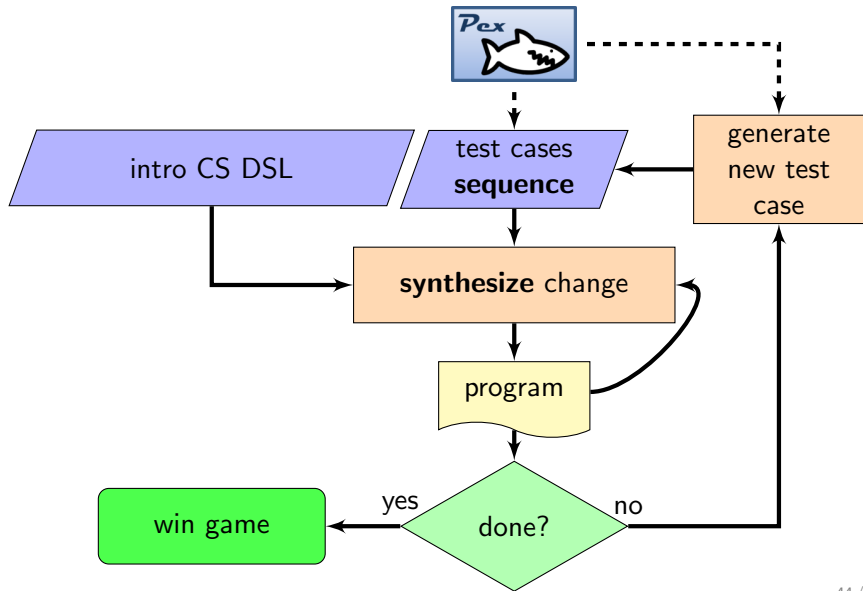 Pex
test cases
sequence
generate
new test
case
intro CS DSL
synthesize change
program
yes
no
win game
done?